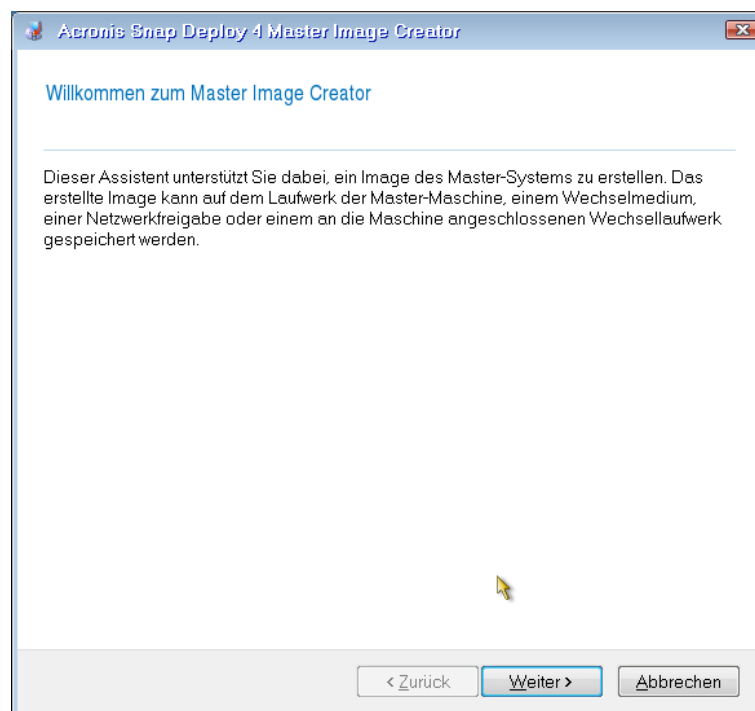 Acronis Snap Deploy 4 Master Image Creator
Willkommen zum Master Image Creator
Dieser Assistent unterstützt Sie dabei, ein Image des Master-Systems zu erstellen. Das
erstellte Image kann auf dem Laufwerk der Master-Maschine, einem Wechselmedium,
einer Netzwerkfreigabe oder einem an die Maschine angeschlossenen Wechsellaufwerk
gespeichert werden.
< Zurück
Weiter >
Abbrechen